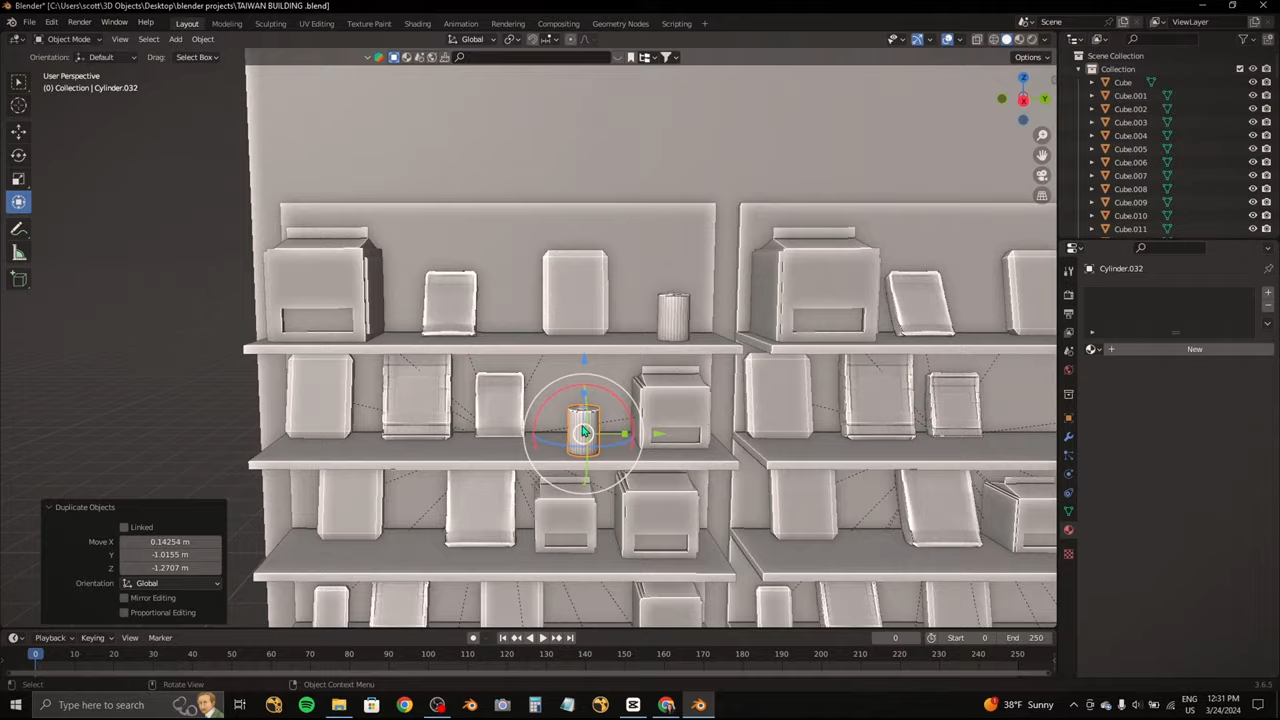 Blender* [C:\Users\scott\3D Objects\Desktop\blender projects\TAIWAN BUILDING .blend]
File Edit Render Window Help Layout Modeling Sculpting UV Editing Texture Paint Shading Animation Rendering Compositing Geometry Nodes Scripting + Scene ViewLayer
Object Mode View Select Add Object Global
Orientation: Default Drag: Select Box Options
User Perspective
(0) Collection | Cylinder.032
Z
Y
X
Scene Collection
Collection
Cube
Cube.001
Cube.002
Cube.003
Cube.004
Cube.005
Cube.006
Cube.007
Cube.008
Cube.009
Cube.010
Cube.011
Cylinder.032
+ New
Duplicate Objects
Linked
Move X 0.14254 m
Y -1.0155 m
Z -1.2707 m
Orientation Global
Mirror Editing
Proportional Editing
Playback Keying View Marker 0 Start 0 End 250
0 10 20 30 40 50 60 70 80 90 100 110 120 130 140 150 160 170 180 190 200 210 220 230 240 250
Select Rotate View Object Context Menu 3.6.5
Type here to search 38°F Sunny ENG US 12:31 PM 3/24/2024